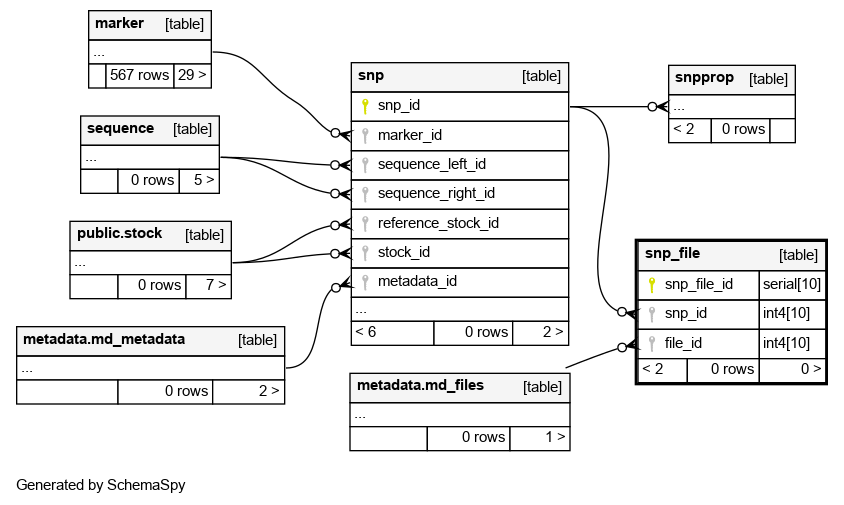 marker [table]
...
567 rows 29 >
sequence [table]
...
0 rows 5 >
public.stock [table]
...
0 rows 7 >
metadata.md_metadata [table]
...
0 rows 2 >
snp [table]
snp_id
marker_id
sequence_left_id
sequence_right_id
reference_stock_id
stock_id
metadata_id
...
< 6 0 rows 2 >
metadata.md_files [table]
...
0 rows 1 >
snpprop [table]
...
< 2 0 rows
snp_file [table]
snp_file_id serial[10]
snp_id int4[10]
file_id int4[10]
< 2 0 rows 0 >
Generated by SchemaSpy